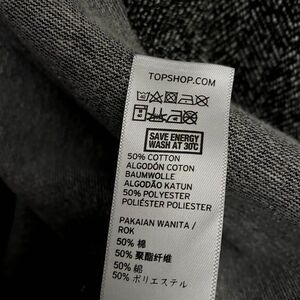 TOPSHOP.COM
SAVE ENERGY
WASH AT 30°C
50% COTTON
ALGODÓN COTON
BAUMWOLLE
ALGODÃO KATUN
50% POLYESTER
POLIÉSTER POLIESTER
PAKAIAN WANITA /
ROK
50% 棉
50% 聚酯纤维
50% 綿
50% ポリエステル